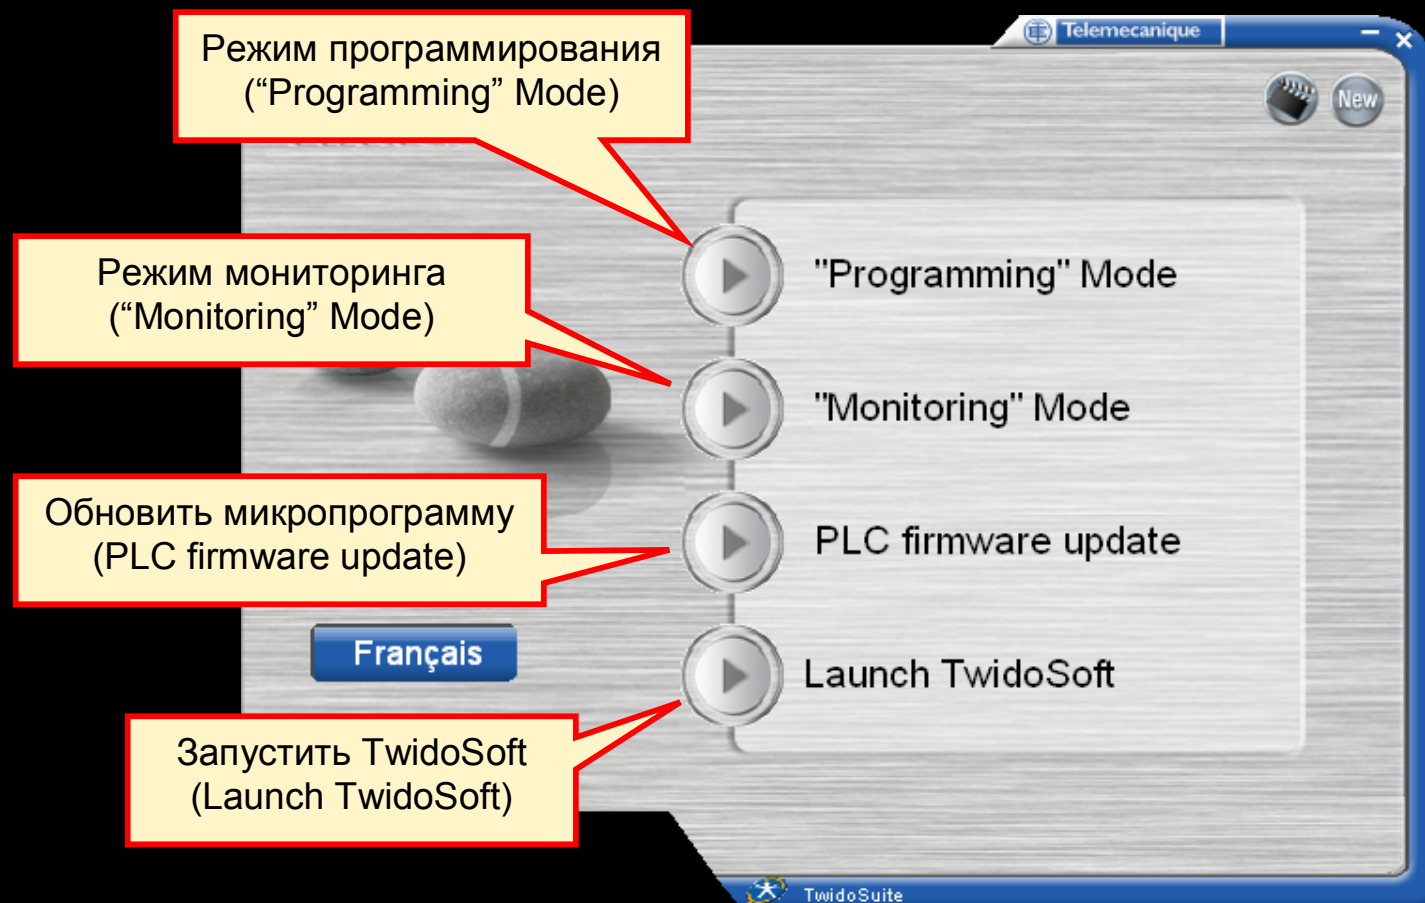 Режим программирования
(“Programming” Mode)
Telemecanique
New
"Programming" Mode
Режим мониторинга
(“Monitoring” Mode)
"Monitoring" Mode
Обновить микропрограмму
(PLC firmware update)
PLC firmware update
Français
Launch TwidoSoft
Запустить TwidoSoft
(Launch TwidoSoft)
TwidoSuite